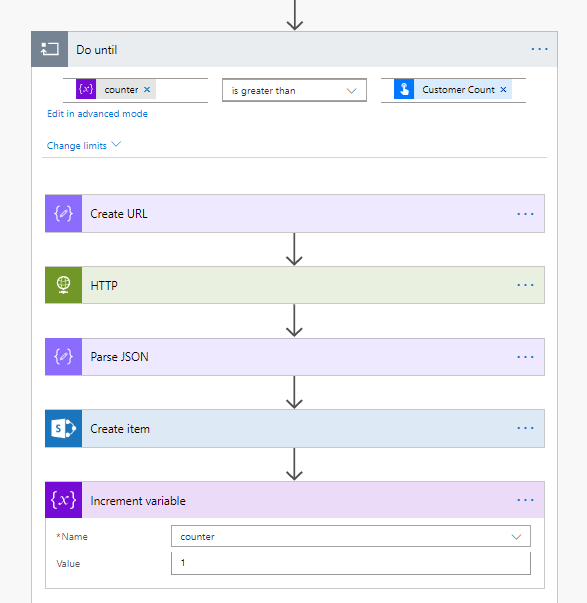 Do until
...
{x} counter × is greater than Customer Count ×
Edit in advanced mode
Change limits
Create URL
...
HTTP
...
Parse JSON
...
S Create item
...
{x} Increment variable
...
*Name counter
Value 1